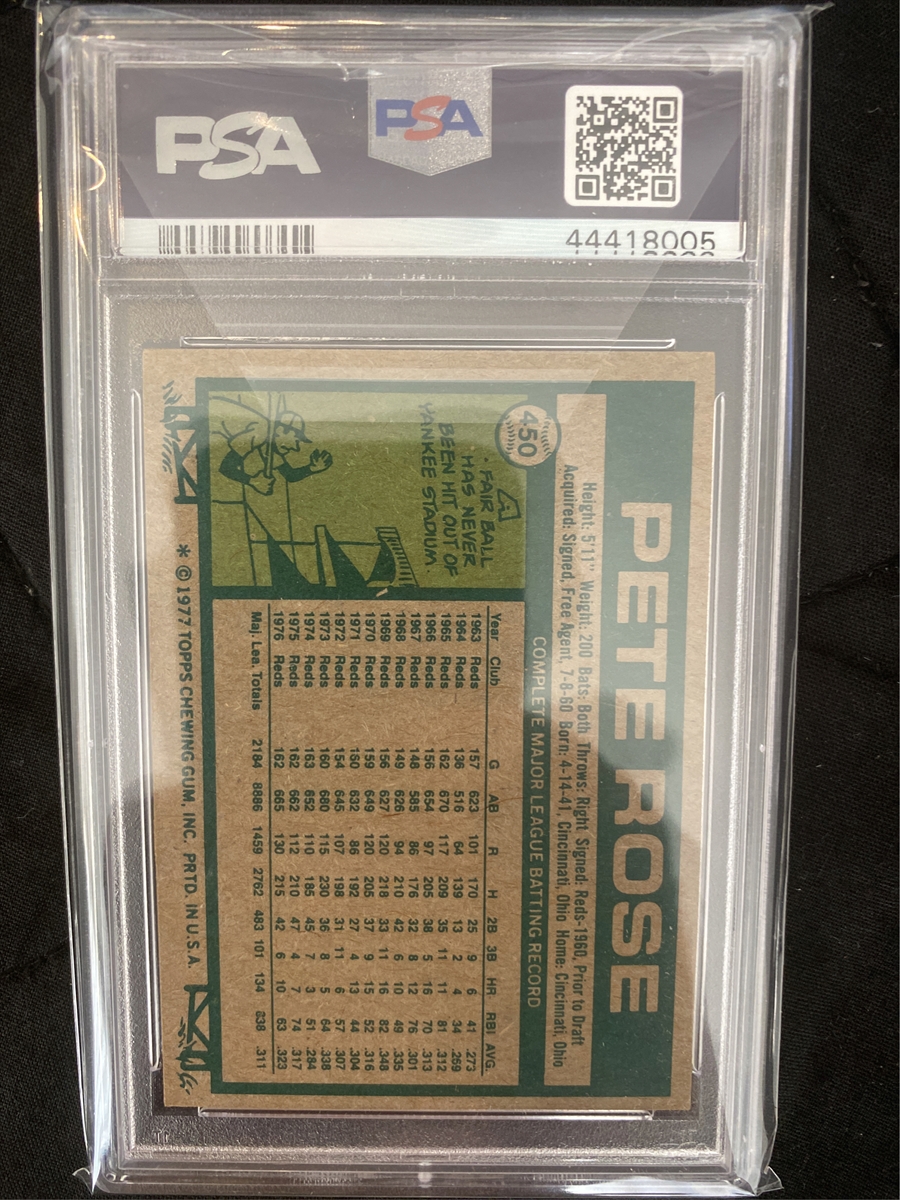 PSA
PSA
44418005
PETE ROSE
Height: 5'11" Weight: 200 Bats: Both Throws: Right Signed: Reds-1960, Prior to Draft
Acquired: Signed, Free Agent, 7-8-60 Born: 4-14-41, Cincinnati, Ohio Home: Cincinnati, Ohio
450
COMPLETE MAJOR LEAGUE BATTING RECORD
A
FAIR BALL
HAS NEVER
BEEN HIT OUT OF
YANKEE STADIUM
Year Club G AB R H 2B 3B HR RBI AVG.
1963 Reds 157 623 101 170 25 9 6 41 .273
1964 Reds 136 516 64 139 13 2 4 34 .269
1965 Reds 162 670 117 209 35 11 11 81 .312
1966 Reds 156 654 97 205 38 5 16 70 .313
1967 Reds 148 585 86 176 32 8 12 76 .301
1968 Reds 149 626 94 210 42 6 10 49 .335
1969 Reds 156 627 120 218 33 11 16 82 .348
1970 Reds 159 649 120 205 37 9 15 52 .316
1971 Reds 160 632 86 192 27 4 13 44 .304
1972 Reds 154 645 107 198 31 11 6 57 .307
1973 Reds 160 680 115 230 36 8 5 64 .338
1974 Reds 163 652 110 185 45 7 3 51 .284
1975 Reds 162 662 112 210 47 4 7 74 .317
1976 Reds 162 665 130 215 42 6 10 63 .323
Maj. Lea. Totals 2184 8886 1459 2762 483 101 134 838 .311
* © 1977 TOPPS CHEWING GUM, INC. PRTD. IN U.S.A.